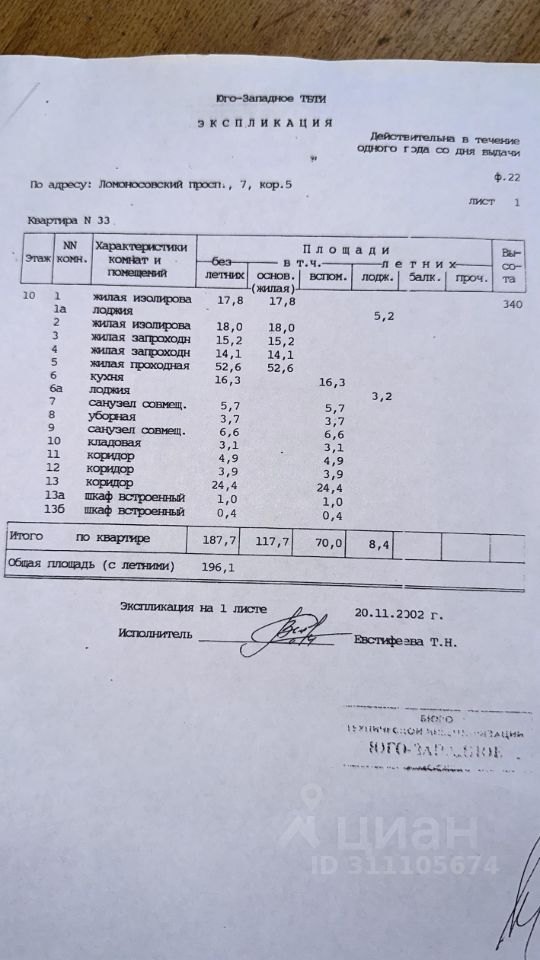 Юго-Западное ТБТИ
ЭКСПЛИКАЦИЯ
Действительна в течение
одного года со дня выдачи
ф.22
По адресу: Ломоносовский просп., 7, кор.5
лист 1
Квартира N 33
Этаж NN комн. Характеристики комнат и помещений Площади Вы-со-та
без летних в т.ч. летних
основ. (жилая) вспом. лодж. балк. проч.
10 1 жилая изолирова 17,8 17,8 340
1а лоджия 5,2
2 жилая изолирова 18,0 18,0
3 жилая запроходн 15,2 15,2
4 жилая запроходн 14,1 14,1
5 жилая проходная 52,6 52,6
6 кухня 16,3 16,3
6а лоджия 3,2
7 санузел совмещ. 5,7 5,7
8 уборная 3,7 3,7
9 санузел совмещ. 6,6 6,6
10 кладовая 3,1 3,1
11 коридор 4,9 4,9
12 коридор 3,9 3,9
13 коридор 24,4 24,4
13а шкаф встроенный 1,0 1,0
13б шкаф встроенный 0,4 0,4
Итого по квартире 187,7 117,7 70,0 8,4
Общая площадь (с летними) 196,1
Экспликация на 1 листе 20.11.2002 г.
Исполнитель Евстифеева Т.Н.
БЮРО
ТЕХНИЧЕСКОЙ ИНВЕНТАРИЗАЦИИ
ЮГО-ЗАПАДНОЕ
циан
ID 311105674